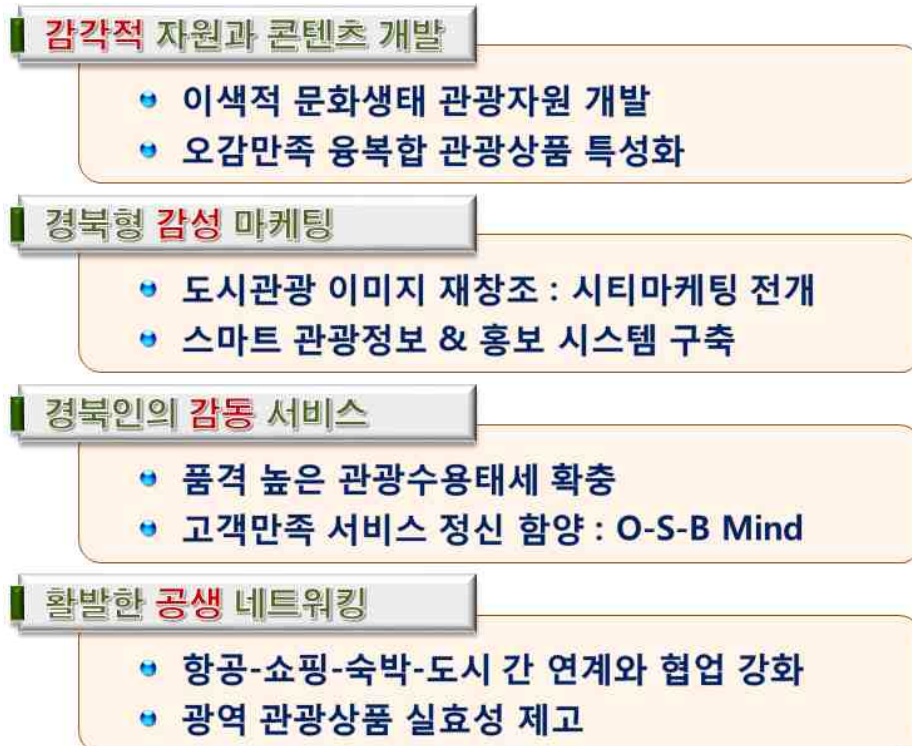 감각적 자원과 콘텐츠 개발
이색적 문화생태 관광자원 개발
오감만족 융복합 관광상품 특성화
경북형 감성 마케팅
도시관광 이미지 재창조 : 시티마케팅 전개
스마트 관광정보 & 홍보 시스템 구축
경북인의 감동 서비스
품격 높은 관광수용태세 확충
고객만족 서비스 정신 함양 : O-S-B Mind
활발한 공생 네트워킹
항공-쇼핑-숙박-도시 간 연계와 협업 강화
광역 관광상품 실효성 제고